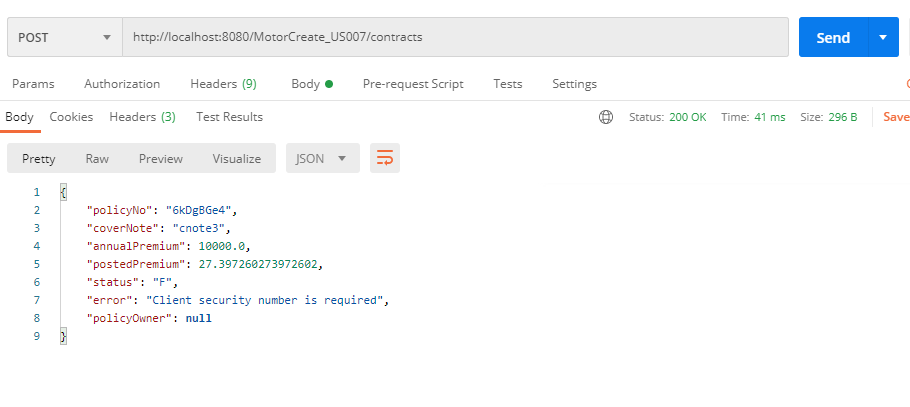 POST http://localhost:8080/MotorCreate_US007/contracts Send
Params Authorization Headers (9) Body Pre-request Script Tests Settings
Body Cookies Headers (3) Test Results Status: 200 OK Time: 41 ms Size: 296 B Save
Pretty Raw Preview Visualize JSON
1 {
2 "policyNo": "6kDgBGe4",
3 "coverNote": "cnote3",
4 "annualPremium": 10000.0,
5 "postedPremium": 27.397260273972602,
6 "status": "F",
7 "error": "Client security number is required",
8 "policyOwner": null
9 }